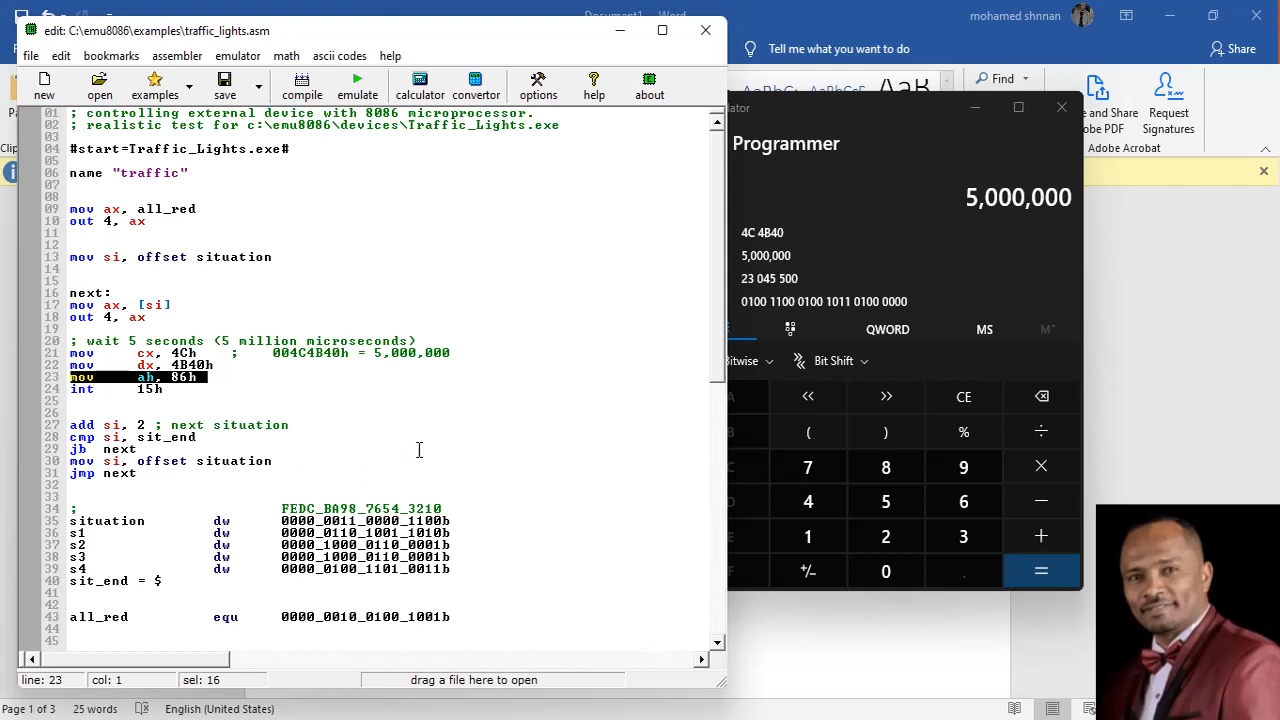 Document1 - Word
mohamed shnnan
edit: C:\emu8086\examples\traffic_lights.asm
file edit bookmarks assembler emulator math ascii codes help
Tell me what you want to do
Share
new open examples save compile emulate calculator convertor options help about
Find
Request
Signatures
Adobe Acrobat
01 ; controlling external device with 8086 microprocessor.
02 ; realistic test for c:\emu8086\devices\Traffic_Lights.exe
03
04 #start=Traffic_Lights.exe#
05
06 name "traffic"
07
08
09 mov ax, all_red
10 out 4, ax
11
12
13 mov si, offset situation
14
15
16 next:
17 mov ax, [si]
18 out 4, ax
19
20 ; wait 5 seconds (5 million microseconds)
21 mov cx, 4Ch ; 004C4B40h = 5,000,000
22 mov dx, 4B40h
23 mov ah, 86h
24 int 15h
25
26
27 add si, 2 ; next situation
28 cmp si, sit_end
29 jb next
30 mov si, offset situation
31 jmp next
32
33
34 ; FEDC_BA98_7654_3210
35 situation dw 0000_0011_0000_1100b
36 s1 dw 0000_0110_1001_1010b
37 s2 dw 0000_1000_0110_0001b
38 s3 dw 0000_1000_0110_0001b
39 s4 dw 0000_0100_1101_0011b
40 sit_end = $
41
42
43 all_red equ 0000_0010_0100_1001b
44
45
line: 23 col: 1 sel: 16 drag a file here to open
Programmer
5,000,000
4C 4B40
5,000,000
23 045 500
0100 1100 0100 1011 0100 0000
QWORD MS
Bit Shift
<< >> CE
( ) % ÷
7 8 9 ×
4 5 6 −
1 2 3 +
+/− 0 . =
Page 1 of 3 25 words English (United States)